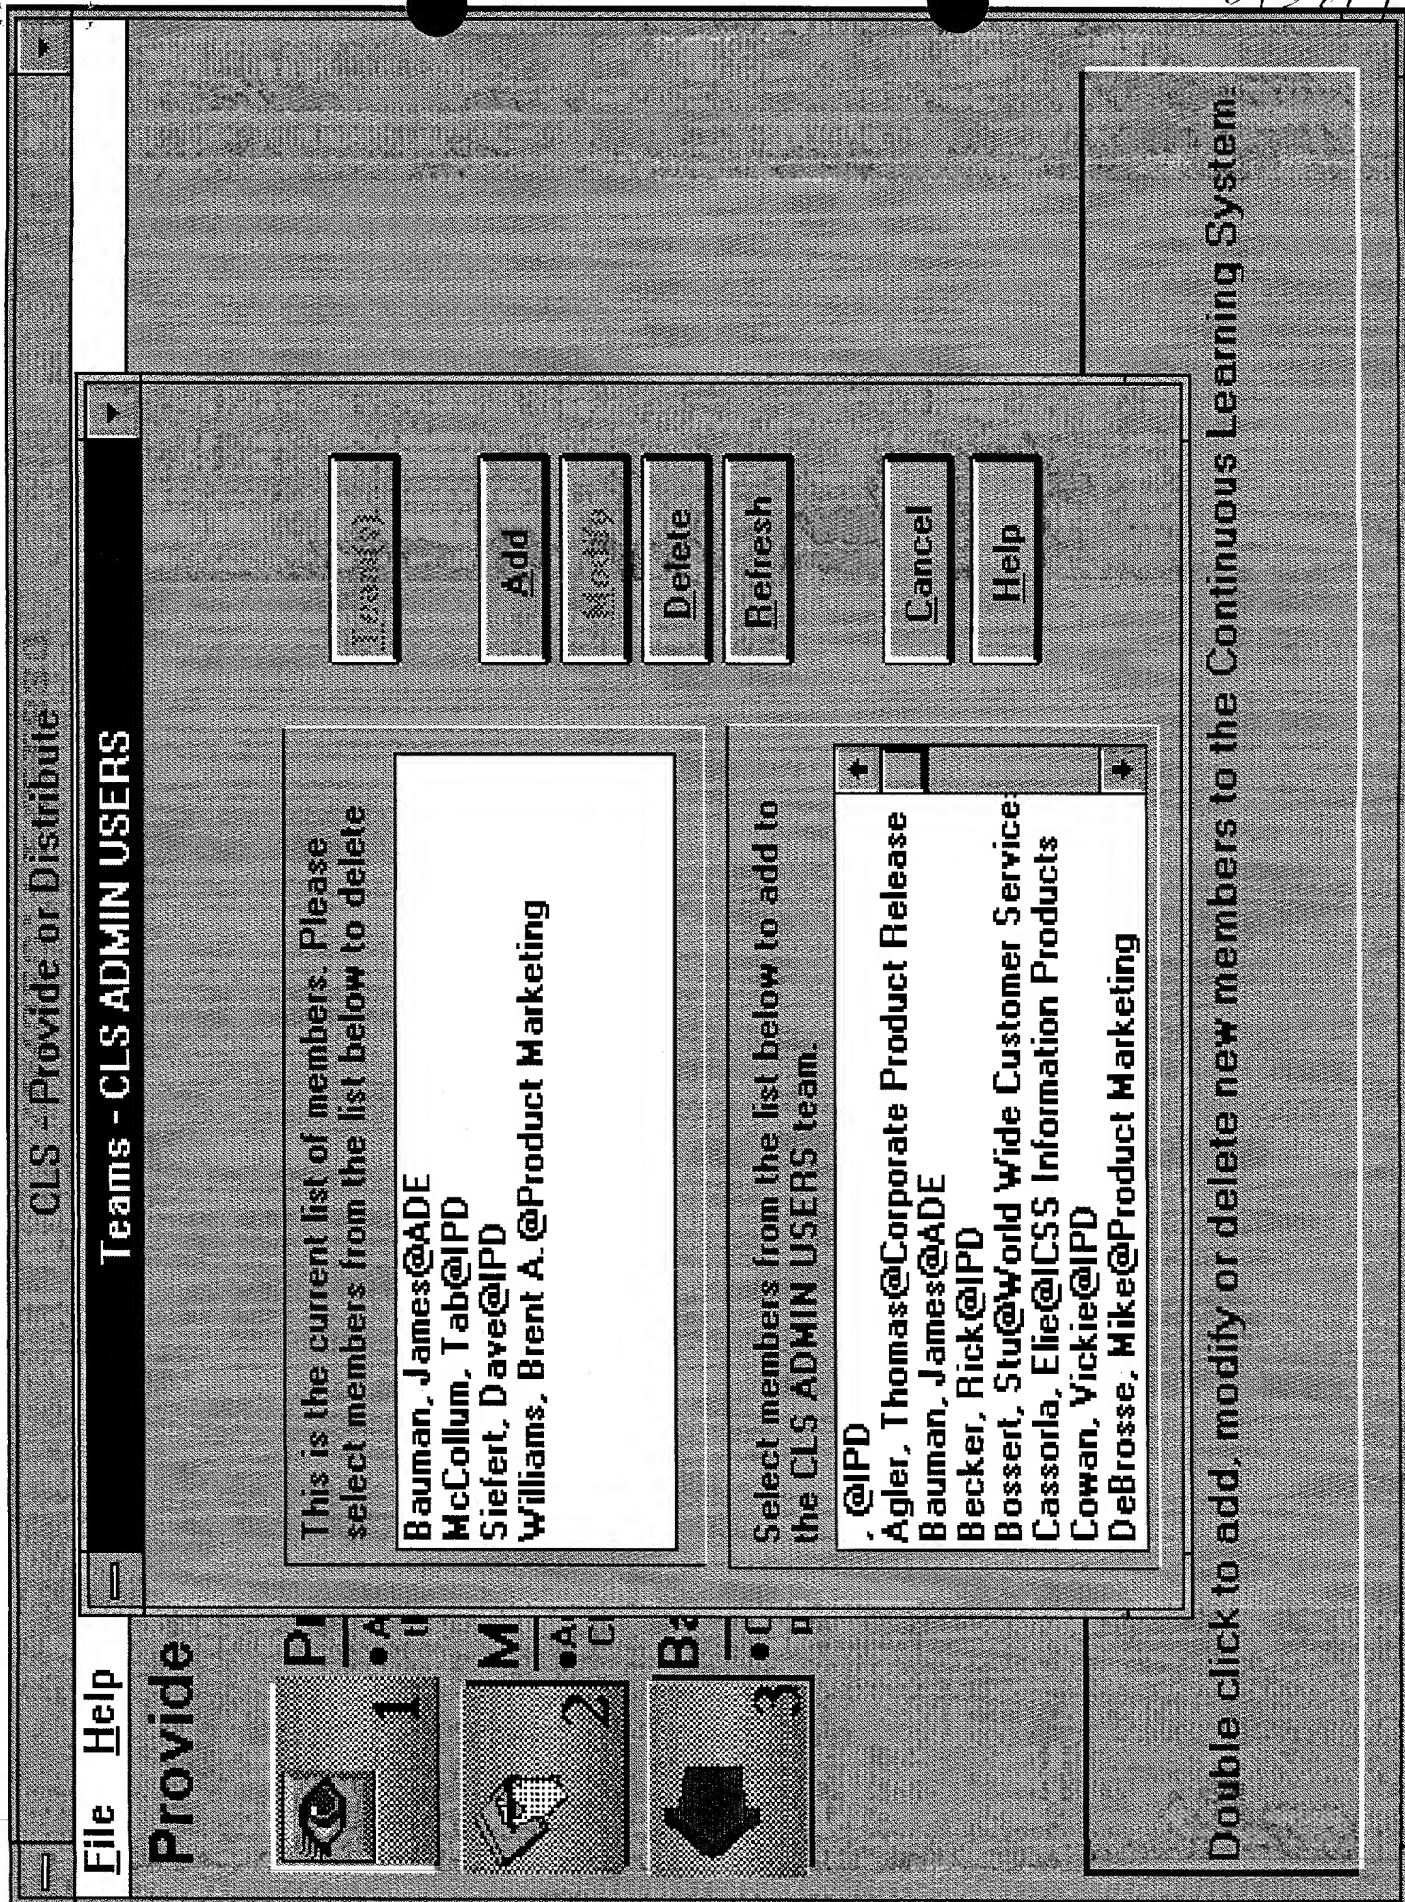 CLS - Provide or Distribute
File Help
Provide
1
2
3
Teams - CLS ADMIN USERS
This is the current list of members. Please
select members from the list below to delete
Bauman, James@ADE
McCollum, Tab@IPD
Siefert, Dave@IPD
Williams, Brent A.@Product Marketing
Select members from the list below to add to
the CLS ADMIN USERS team.
, @IPD
Agler, Thomas@Corporate Product Release
Bauman, James@ADE
Becker, Rick@IPD
Bossert, Stu@World Wide Customer Service
Cassorla, Elie@ICSS Information Products
Cowan, Vickie@IPD
DeBrosse, Mike@Product Marketing
Team(s)
Add
Modify
Delete
Refresh
Cancel
Help
Double click to add, modify or delete new members to the Continuous Learning System.